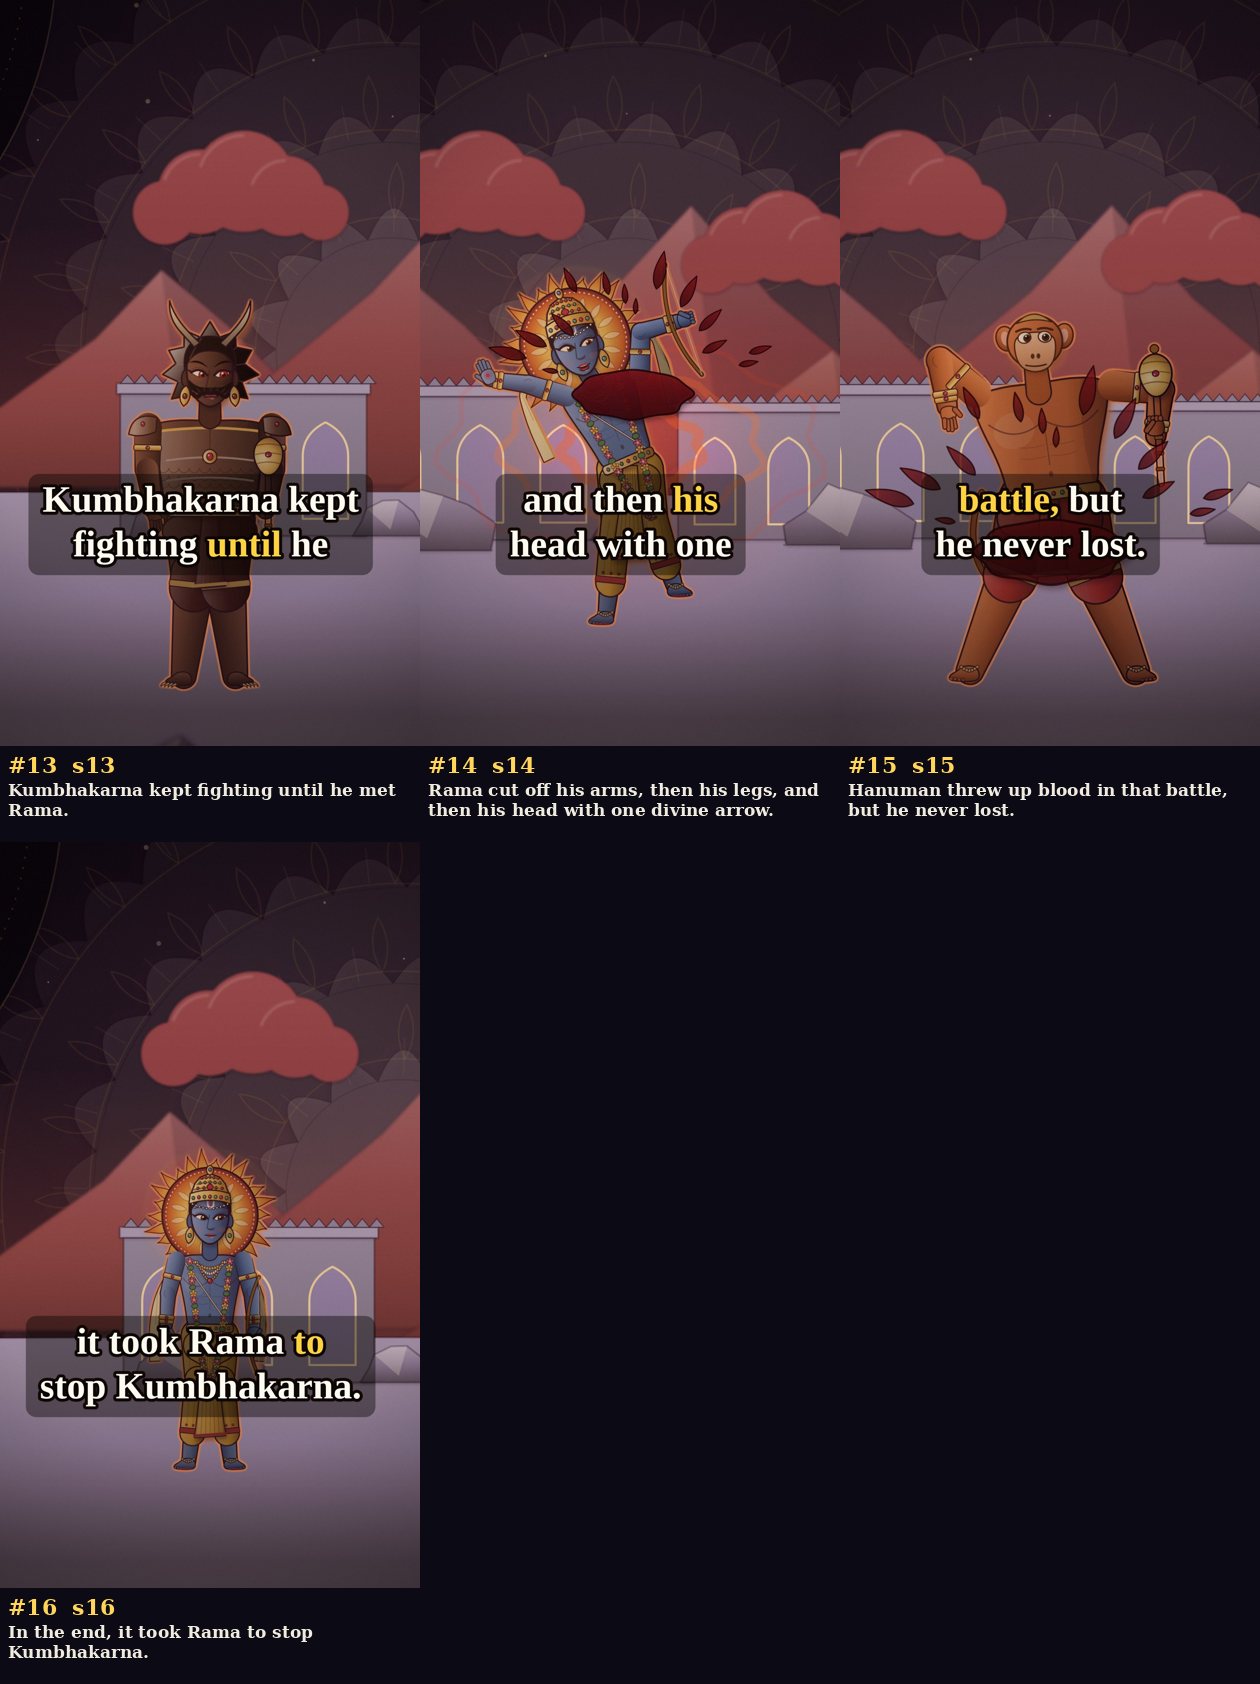 Kumbhakarna kept
fighting until he
#13 s13
Kumbhakarna kept fighting until he met
Rama.
and then his
head with one
#14 s14
Rama cut off his arms, then his legs, and
then his head with one divine arrow.
battle, but
he never lost.
#15 s15
Hanuman threw up blood in that battle,
but he never lost.
it took Rama to
stop Kumbhakarna.
#16 s16
In the end, it took Rama to stop
Kumbhakarna.